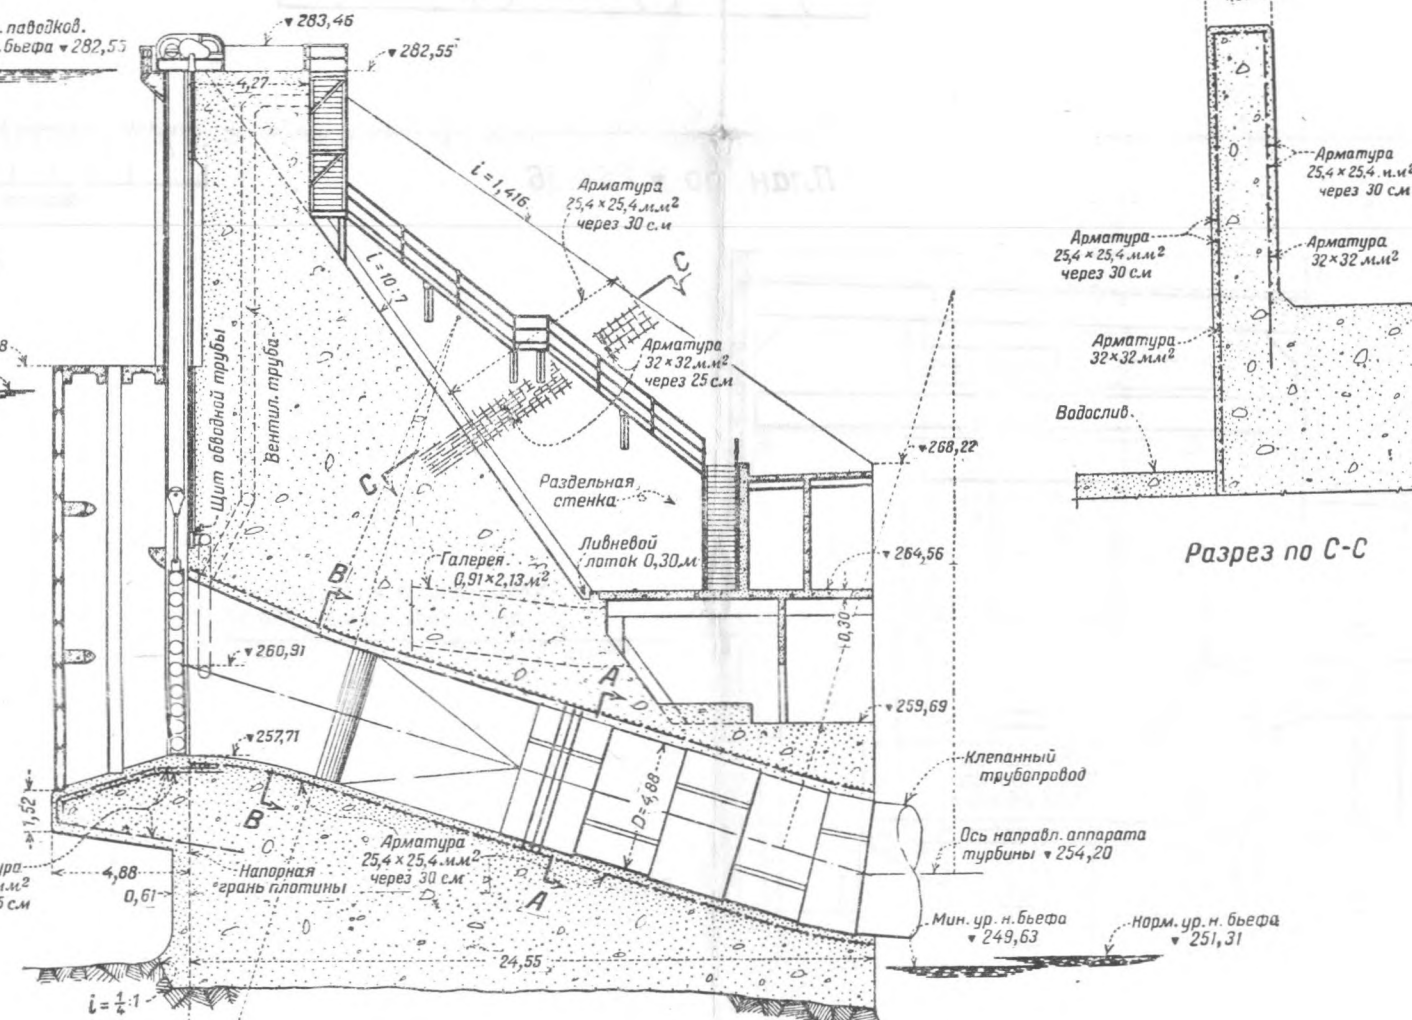 . паводков.
. бьефа ▼ 282,55
▼ 283,46
▼ 282,55
4,27
i = 1,416
Арматура
25,4 × 25,4 мм²
через 30 см
i = 10:7
C
Арматура
32×32 мм²
через 25 см
C
Щит обводной трубы
Вентил. труба
8
▼ 268,22
Раздельная
стенка
Ливневой
лоток 0,30 м
▼ 264,56
Галерея
0,91×2,13 м²
B
0,30
▼ 260,91
A
▼ 259,69
▼ 257,71
Клепанный
трубопровод
D=4,88
1,52
B
Ось направл. аппарата
турбины ▼ 254,20
Арматура
25,4 × 25,4 мм²
через 30 см
A
4,88
Напорная
грань плотины
0,61
Мин. ур. н. бьефа
▼ 249,63
Норм. ур. н. бьефа
▼ 251,31
24,55
i = 1/4:1
Арматура
25,4 × 25,4 мм²
через 30 см
Арматура
25,4 × 25,4 мм²
через 30 см
Арматура
32×32 мм²
Арматура
32×32 мм²
Водослив
Разрез по C-C